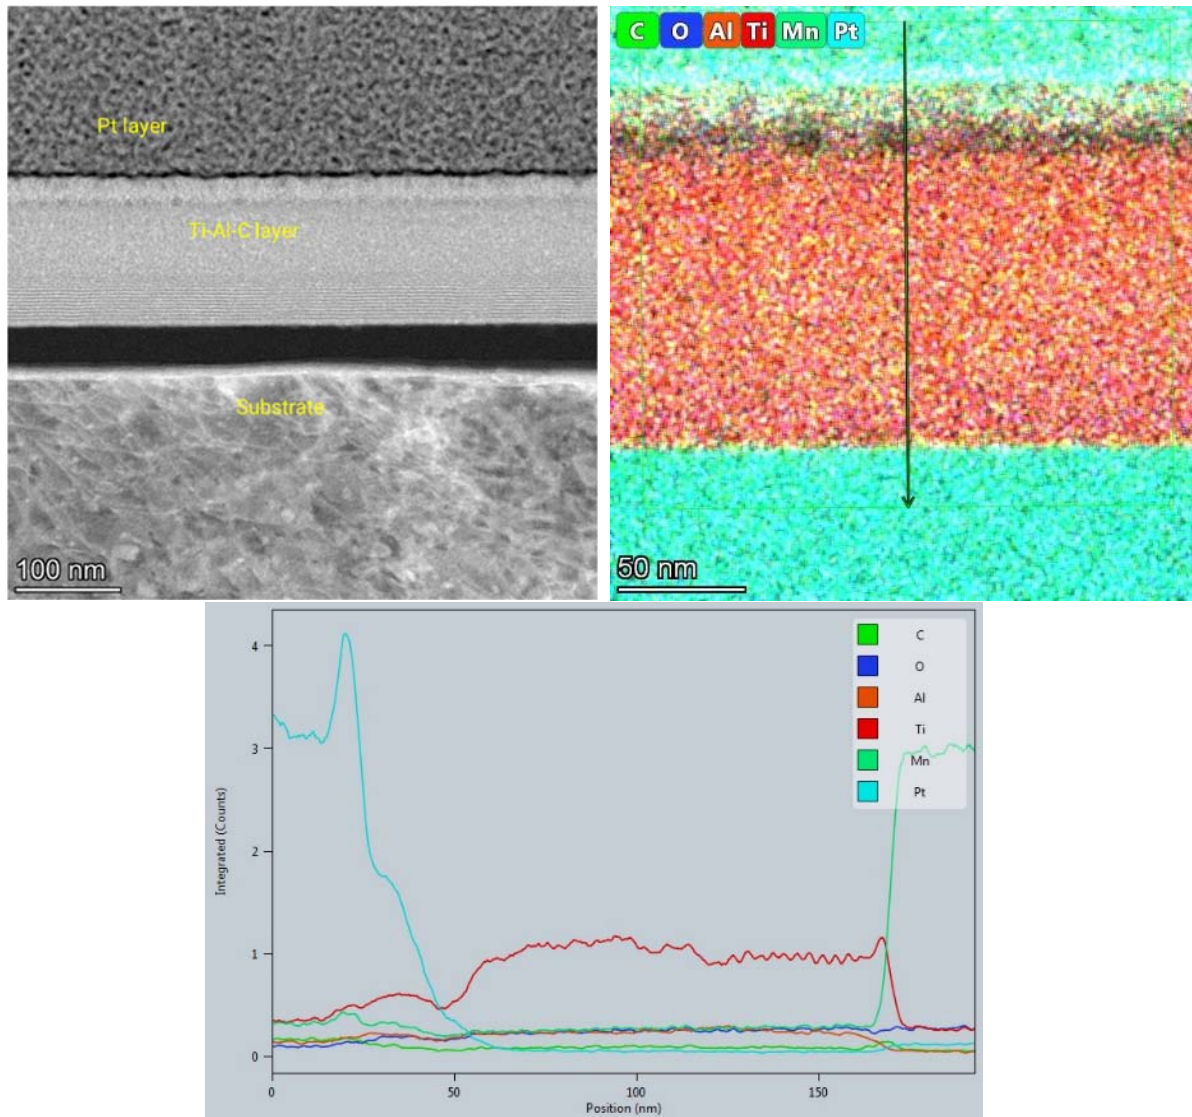 Pt layer
Ti-Al-C layer
Substrate
100 nm
C O Al Ti Mn Pt
50 nm
C
O
Al
Ti
Mn
Pt
4
3
2
1
0
Integrated (Counts)
0 50 100 150
Position (nm)